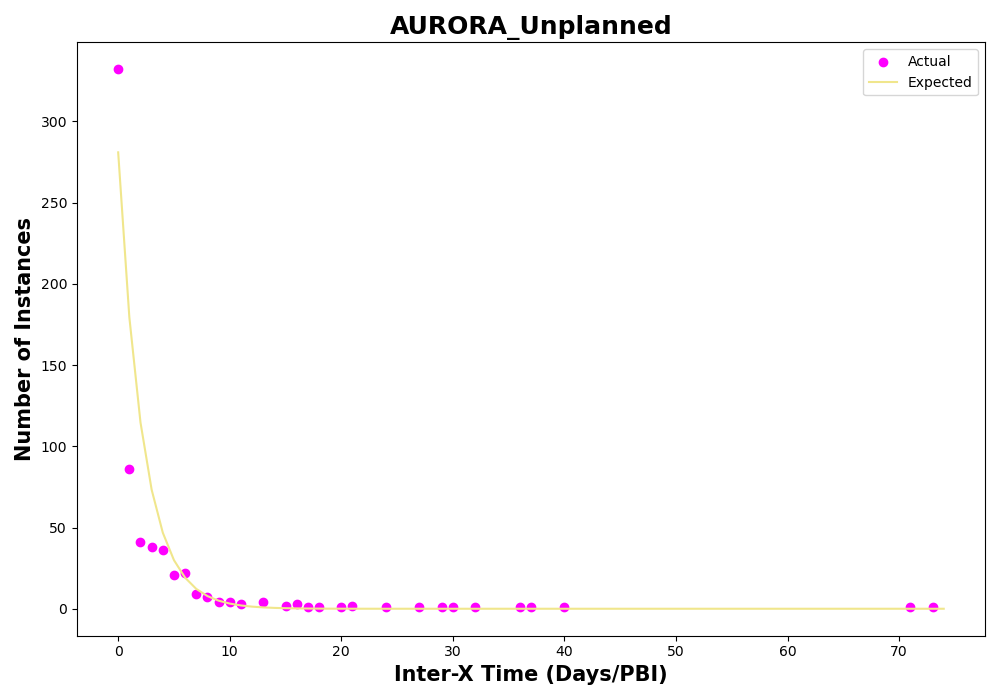 AURORA_Unplanned
Actual
Expected
Number of Instances
300
250
200
150
100
50
0
0 10 20 30 40 50 60 70
Inter-X Time (Days/PBI)